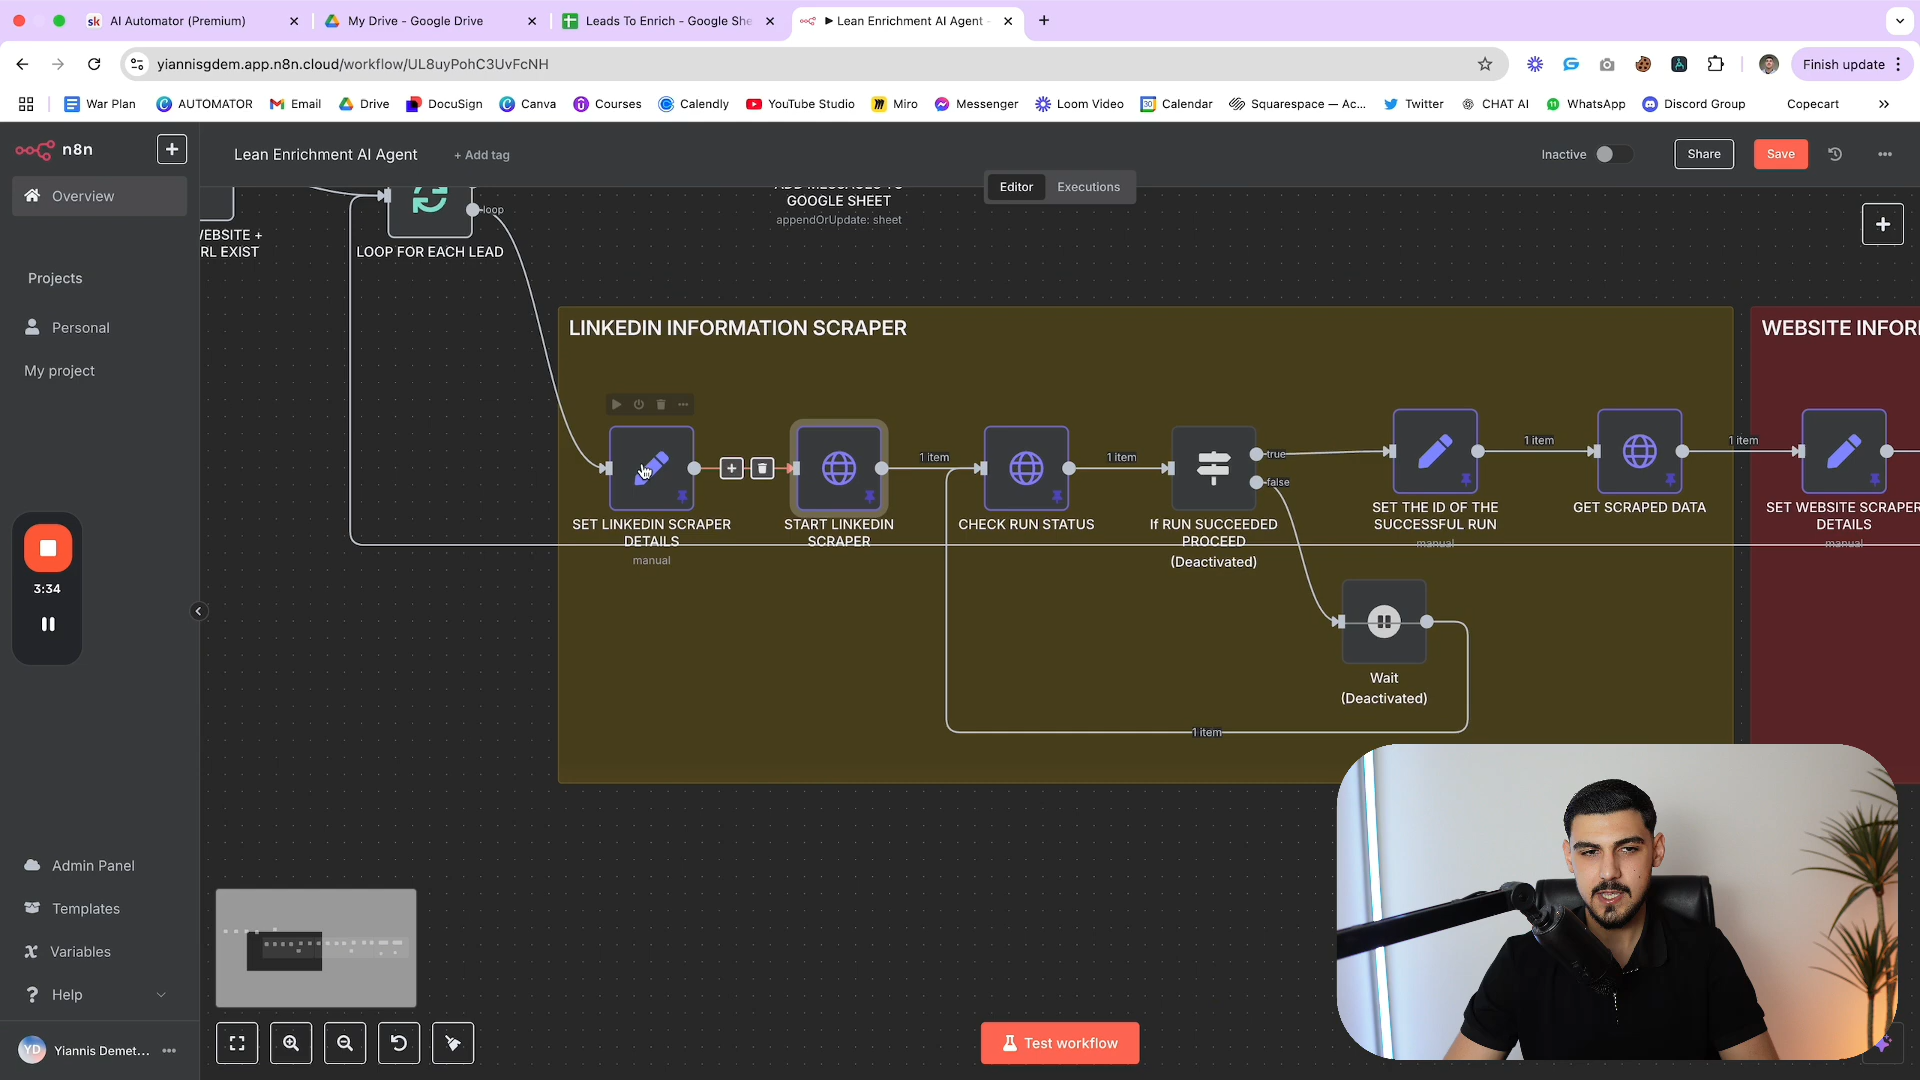 AI Automator (Premium)
My Drive - Google Drive
Leads To Enrich - Google She
Lean Enrichment AI Agent -
yiannisgdem.app.n8n.cloud/workflow/UL8uyPohC3UvFcNH
Finish update
War Plan
AUTOMATOR
Email
Drive
DocuSign
Canva
Courses
Calendly
YouTube Studio
Miro
Messenger
Loom Video
Calendar
Squarespace — Ac...
Twitter
CHAT AI
WhatsApp
Discord Group
Copecart
n8n
Lean Enrichment AI Agent
+ Add tag
Inactive
Share
Save
Editor
Executions
Overview
Projects
Personal
My project
3:34
Admin Panel
Templates
Variables
Help
YD
Yiannis Demet...
ADD MESSAGES TO
GOOGLE SHEET
appendOrUpdate: sheet
loop
WEBSITE +
RL EXIST
LOOP FOR EACH LEAD
LINKEDIN INFORMATION SCRAPER
WEBSITE INFOR
1 item
1 item
true
false
1 item
1 item
SET LINKEDIN SCRAPER
DETAILS
manual
START LINKEDIN
SCRAPER
CHECK RUN STATUS
If RUN SUCCEEDED
PROCEED
(Deactivated)
SET THE ID OF THE
SUCCESSFUL RUN
manual
GET SCRAPED DATA
SET WEBSITE SCRAPER
DETAILS
manual
Wait
(Deactivated)
1 item
Test workflow